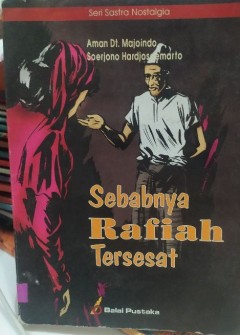 Seri Sastra Nostalgia
Aman Dt. Majoindo
Soerjono Hardjosoemarto
Sebabnya
Rafiah
Tersesat
Balai Pustaka